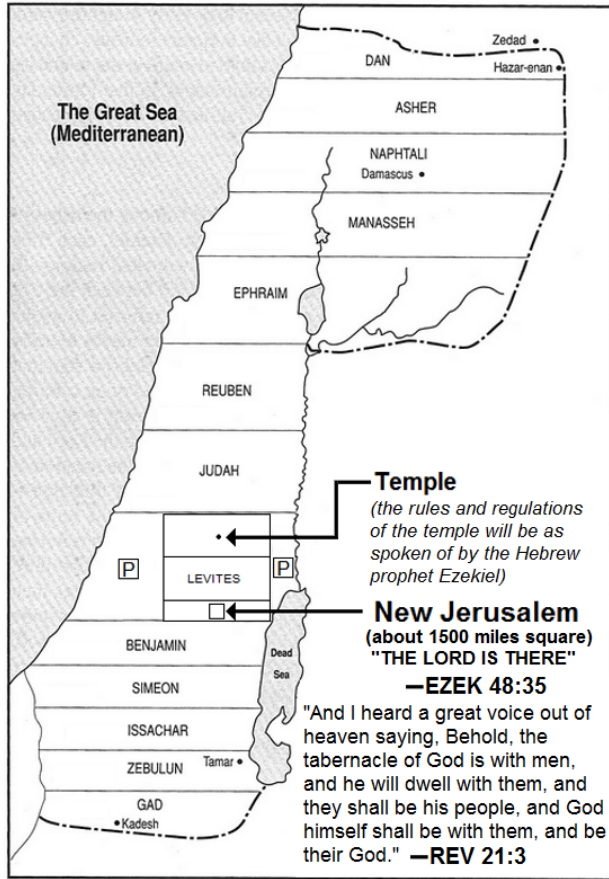 Zedad
DAN
Hazar-enan
The Great Sea
(Mediterranean)
ASHER
NAPHTALI
Damascus
MANASSEH
EPHRAIM
REUBEN
JUDAH
Temple
(the rules and regulations
of the temple will be as
spoken of by the Hebrew
prophet Ezekiel)
P
LEVITES
P
New Jerusalem
(about 1500 miles square)
"THE LORD IS THERE"
—EZEK 48:35
BENJAMIN
Dead
Sea
SIMEON
ISSACHAR
ZEBULUN
Tamar
GAD
Kadesh
"And I heard a great voice out of
heaven saying, Behold, the
tabernacle of God is with men,
and he will dwell with them, and
they shall be his people, and God
himself shall be with them, and be
their God." —REV 21:3